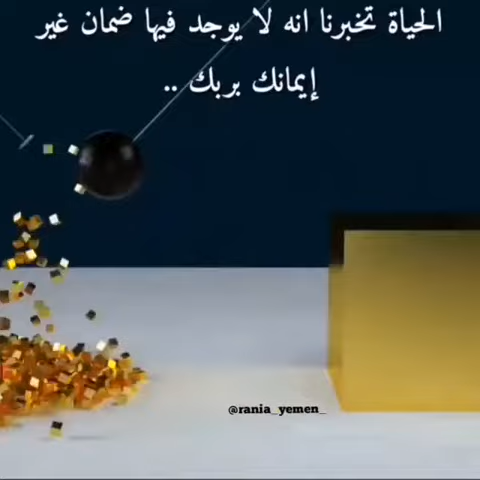 الحياة تخبرنا انه لا يوجد فيها ضمان غير
إيمانك بربك ..
@rania_yemen_